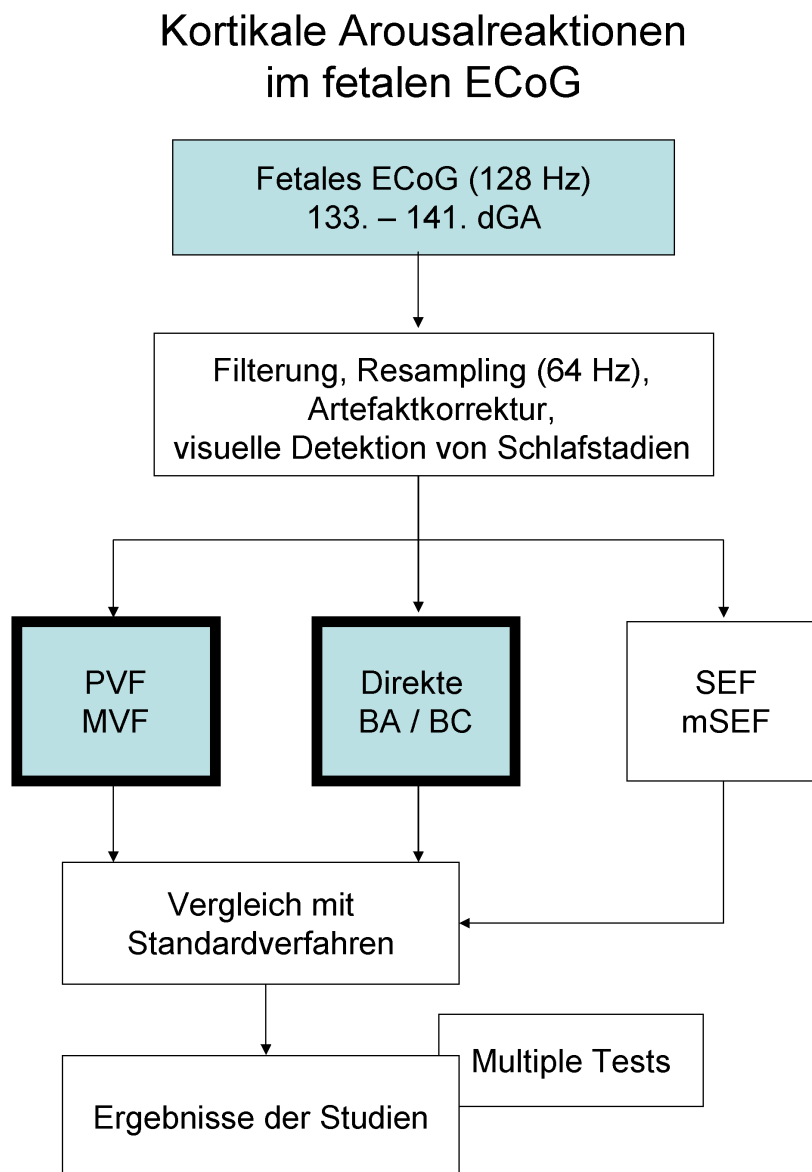 Kortikale Arousalreaktionen
im fetalen ECoG
Fetales ECoG (128 Hz)
133. – 141. dGA
Filterung, Resampling (64 Hz),
Artefaktkorrektur,
visuelle Detektion von Schlafstadien
PVF
MVF
Direkte
BA / BC
SEF
mSEF
Vergleich mit
Standardverfahren
Multiple Tests
Ergebnisse der Studien